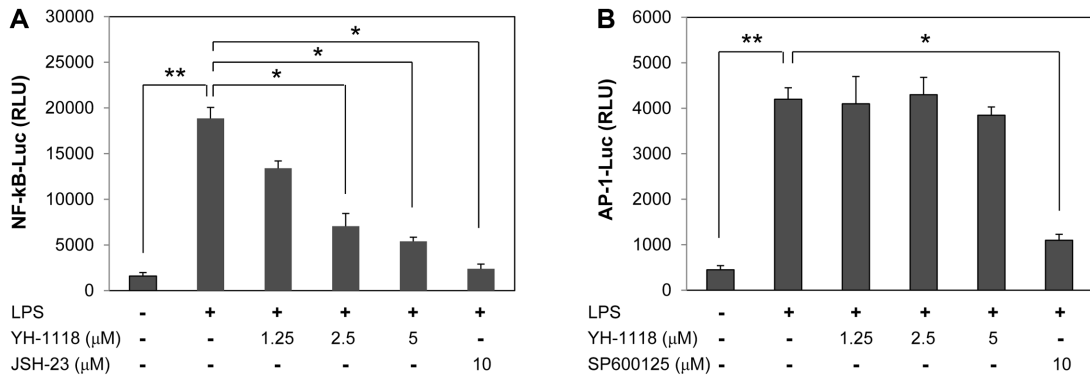 A
NF-kB-Luc (RLU)
30000
25000
20000
15000
10000
5000
0
**
*
*
*
LPS - + + + + +
YH-1118 (μM) - - 1.25 2.5 5 -
JSH-23 (μM) - - - - - 10
B
AP-1-Luc (RLU)
6000
5000
4000
3000
2000
1000
0
**
*
LPS - + + + + +
YH-1118 (μM) - - 1.25 2.5 5 -
SP600125 (μM) - - - - - 10